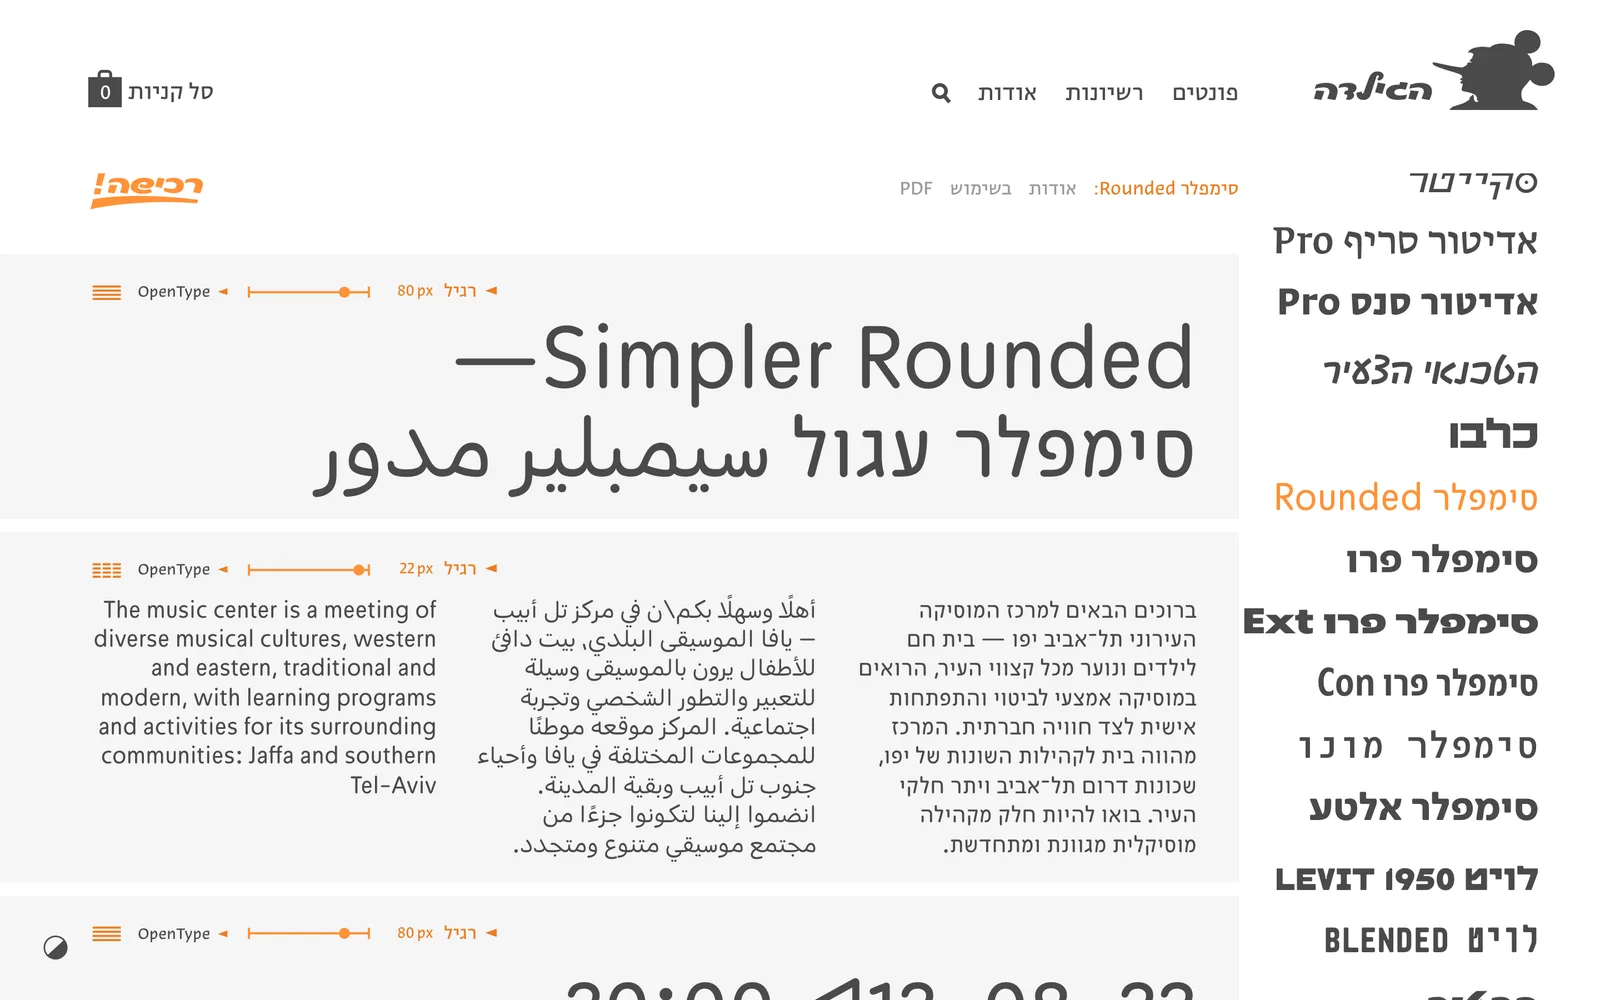 הגילדה
פונטים
רשיונות
אודות
סל קניות
0
סימפלר Rounded:
אודות
בשימוש
PDF
רכישה!
סקייטר
אדיטור סריף Pro
אדיטור סנס Pro
הטכנאי הצעיר
כלבו
סימפלר Rounded
סימפלר פרו
סימפלר פרו Ext
סימפלר פרו Con
סימפלר מונו
סימפלר אלטע
לויט LEVIT 1950
לויט BLENDED
רגיל
80 px
OpenType
Simpler Rounded—
סימפלר עגול سيمبلير مدور
רגיל
22 px
OpenType
ברוכים הבאים למרכז המוסיקה
העירוני תל־אביב יפו — בית חם
לילדים ונוער מכל קצווי העיר, הרואים
במוסיקה אמצעי לביטוי והתפתחות
אישית לצד חוויה חברתית. המרכז
מהווה בית לקהילות השונות של יפו,
שכונות דרום תל־אביב ויתר חלקי
העיר. בואו להיות חלק מקהילה
מוסיקלית מגוונת ומתחדשת.
أهلًا وسهلًا بكم\ن في مركز تل أبيب
— يافا الموسيقى البلدي، بيت دافئ
للأطفال يرون بالموسيقى وسيلة
للتعبير والتطور الشخصي وتجربة
اجتماعية. المركز موقعه موطنًا
للمجموعات المختلفة في يافا وأحياء
جنوب تل أبيب وبقية المدينة.
انضموا إلينا لتكونوا جزءًا من
مجتمع موسيقي متنوع ومتجدد.
The music center is a meeting of
diverse musical cultures, western
and eastern, traditional and
modern, with learning programs
and activities for its surrounding
communities: Jaffa and southern
Tel-Aviv
רגיל
80 px
OpenType